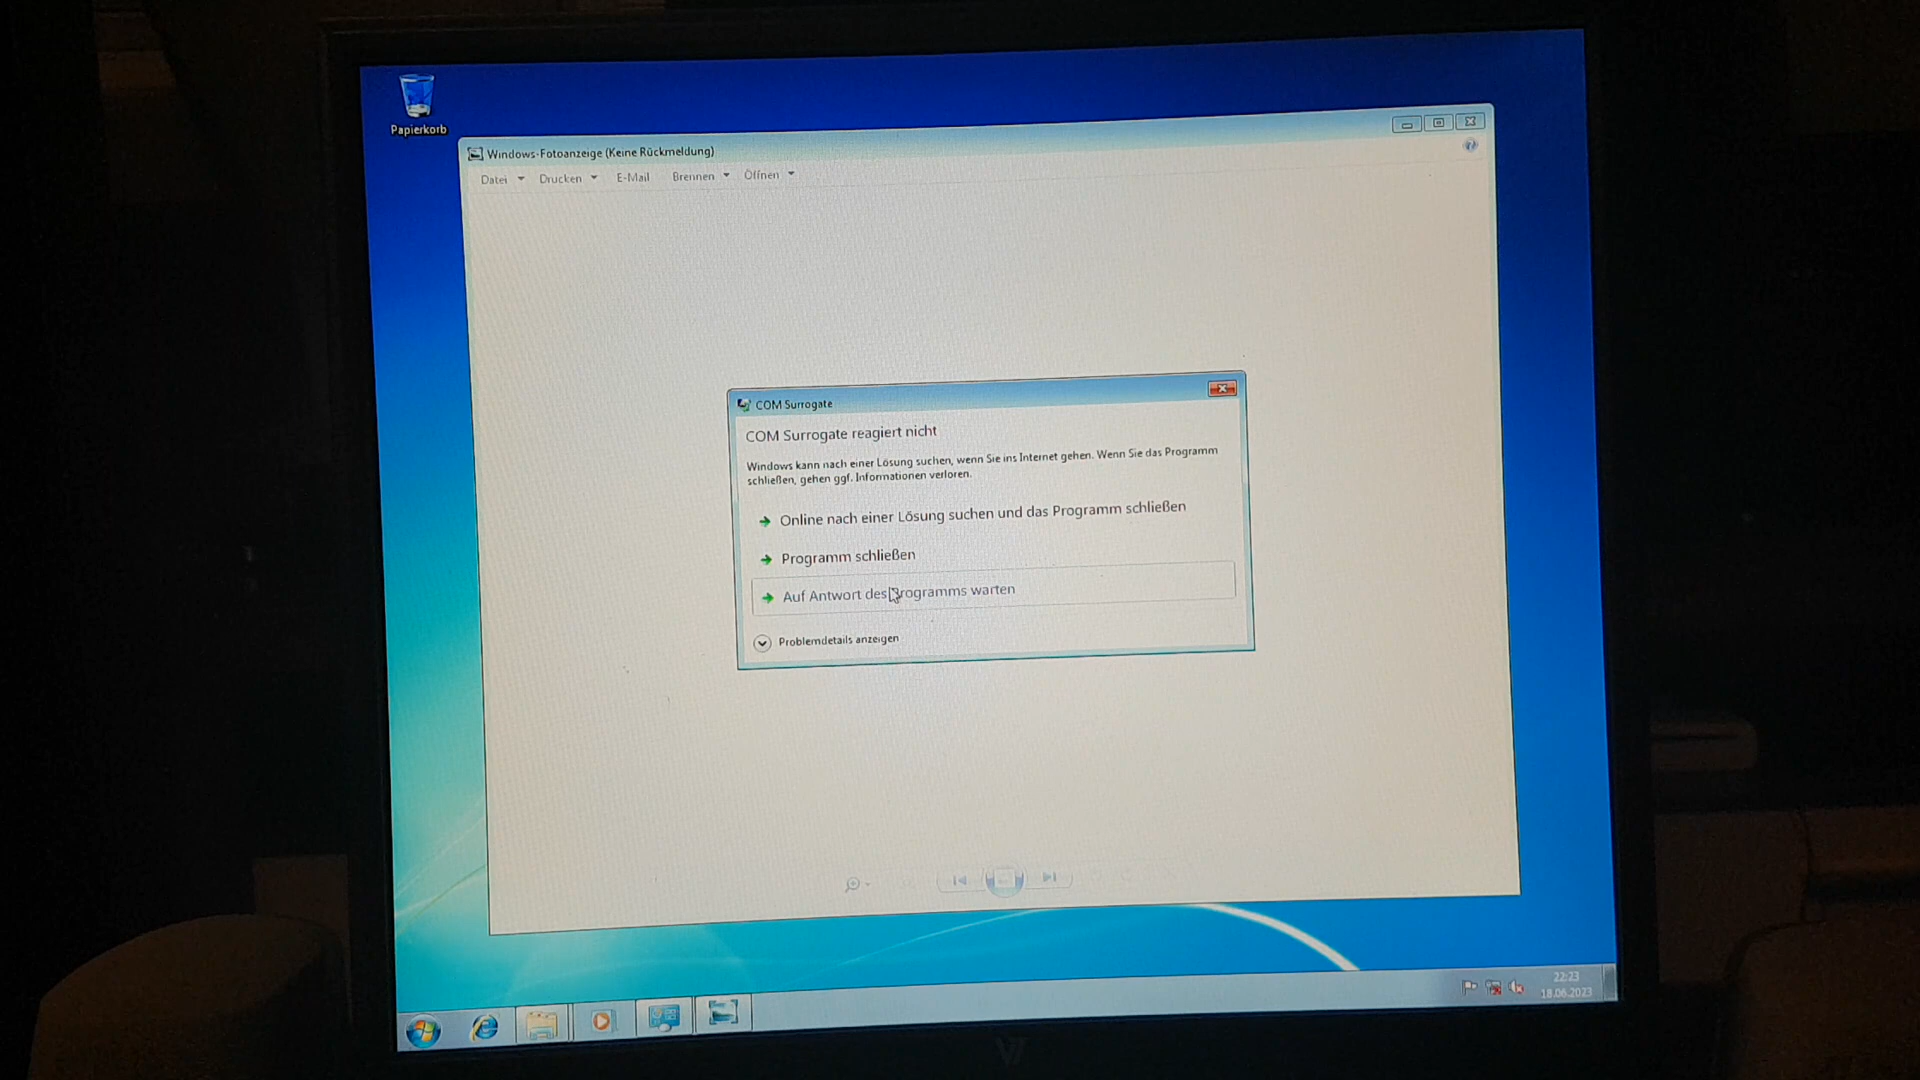 Papierkorb
Windows-Fotoanzeige (Keine Rückmeldung)
Datei Drucken E-Mail Brennen Öffnen
COM Surrogate
COM Surrogate reagiert nicht
Windows kann nach einer Lösung suchen, wenn Sie ins Internet gehen. Wenn Sie das Programm
schließen, gehen ggf. Informationen verloren.
Online nach einer Lösung suchen und das Programm schließen
Programm schließen
Auf Antwort des Programms warten
Problemdetails anzeigen
22:23
18.06.2023